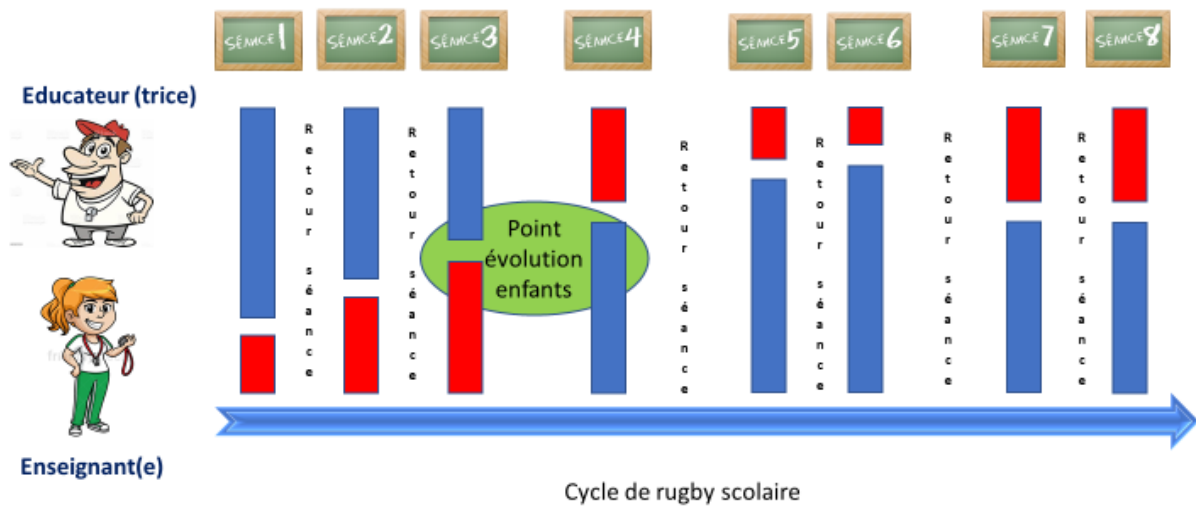 SÉANCE 1
SÉANCE 2
SÉANCE 3
SÉANCE 4
SÉANCE 5
SÉANCE 6
SÉANCE 7
SÉANCE 8
Educateur (trice)
Retour séance
Retour séance
Point
évolution
enfants
Retour séance
Retour séance
Retour séance
Retour séance
Enseignant(e)
Cycle de rugby scolaire